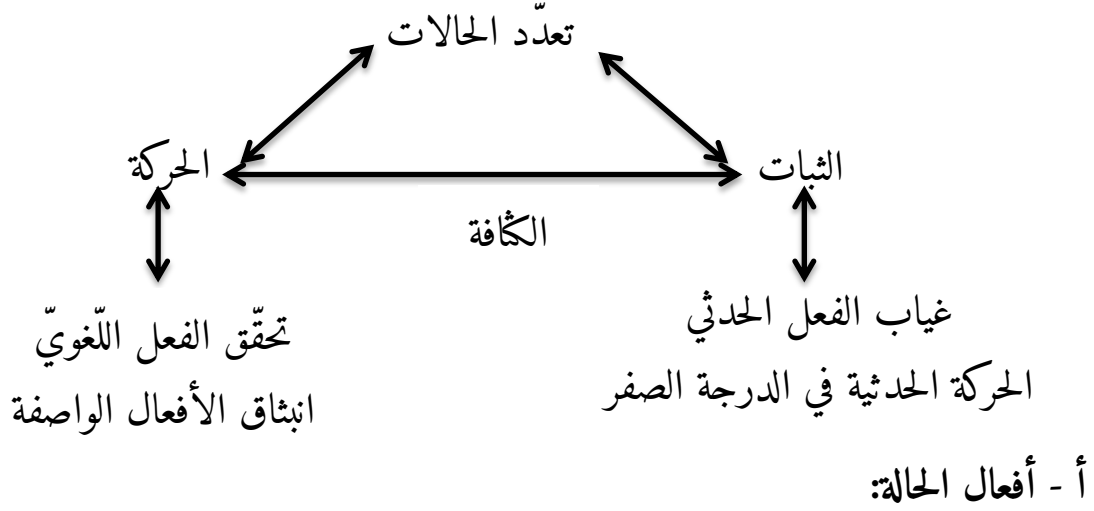 تعدّد الحالات
الثبات
الحركة
الكثافة
غياب الفعل الحدثي
الحركة الحدثية في الدرجة الصفر
تحقّق الفعل اللّغويّ
انبثاق الأفعال الواصفة
أ - أفعال الحالة: